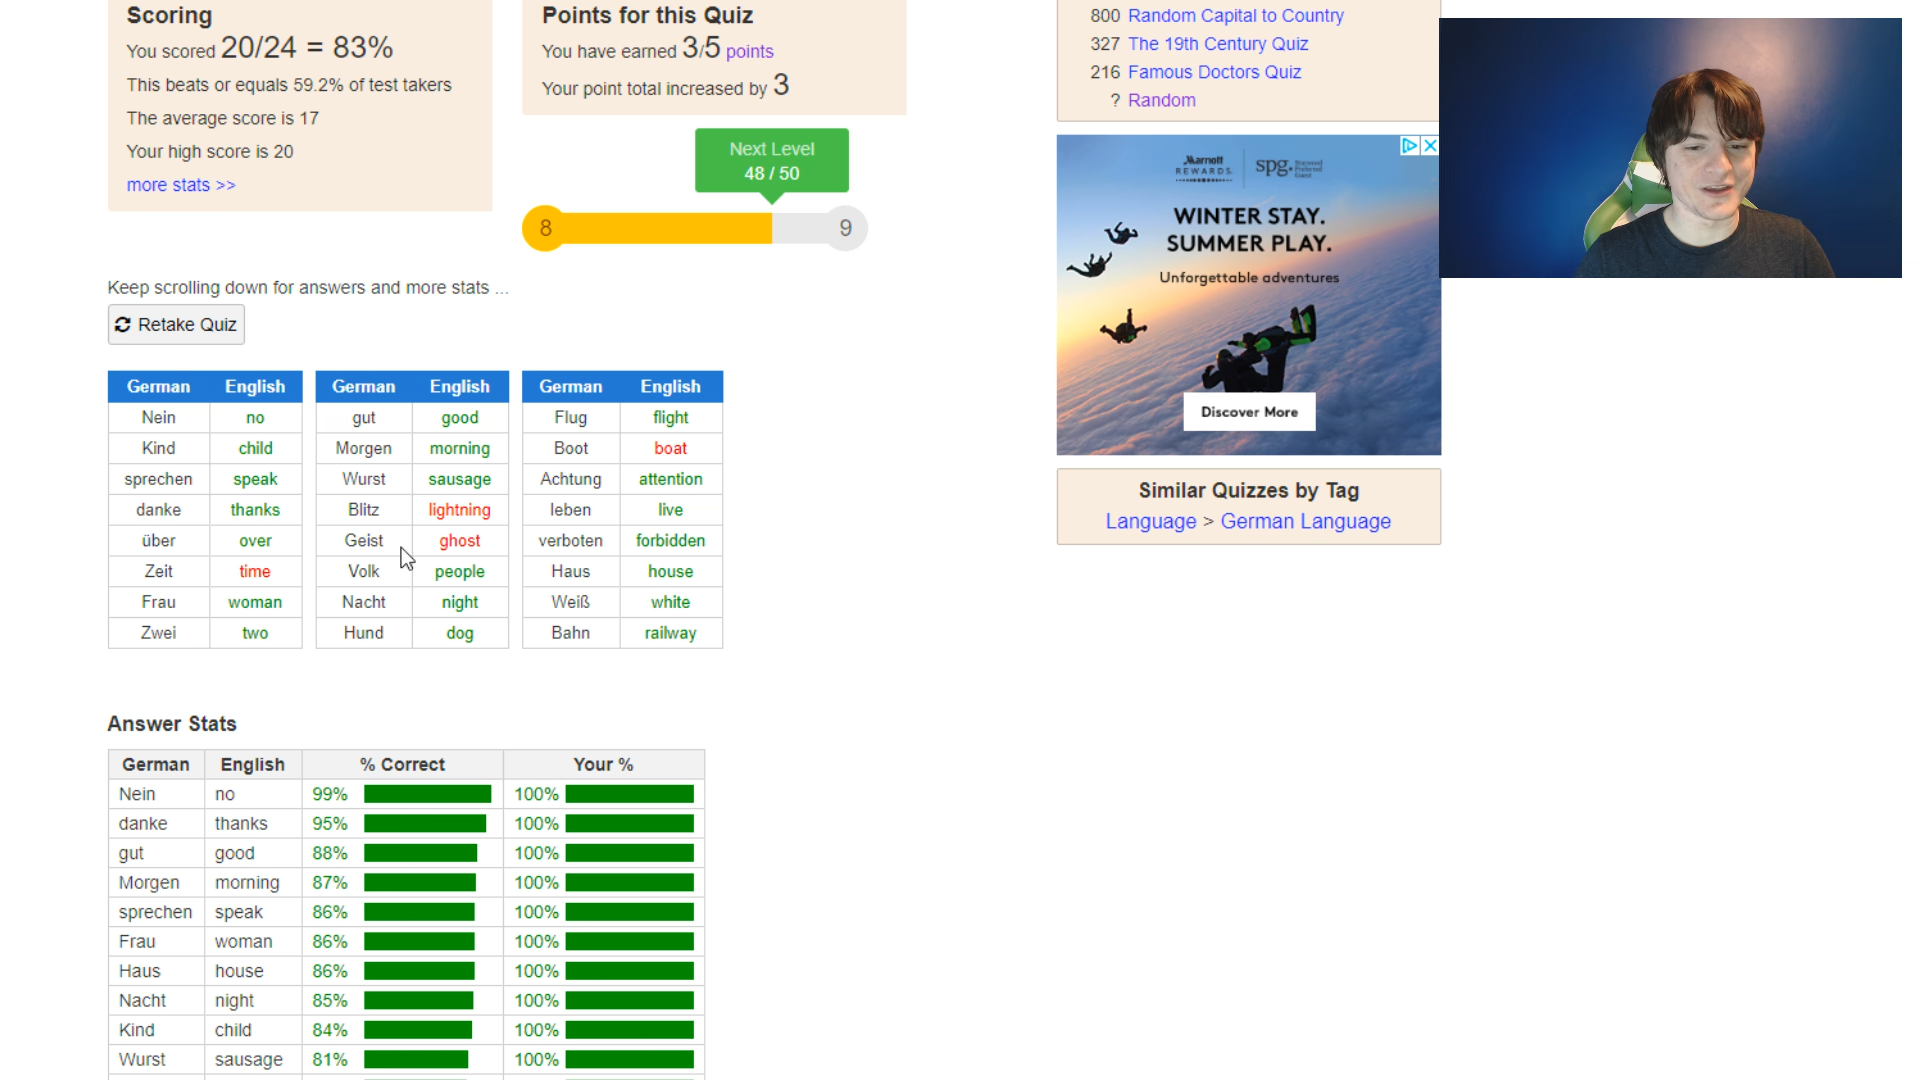 Scoring
You scored 20/24 = 83%
This beats or equals 59.2% of test takers
The average score is 17
Your high score is 20
more stats >>
Points for this Quiz
You have earned 3/5 points
Your point total increased by 3
Next Level
48 / 50
8
9
Keep scrolling down for answers and more stats ...
Retake Quiz
German English German English German English
Nein no gut good Flug flight
Kind child Morgen morning Boot boat
sprechen speak Wurst sausage Achtung attention
danke thanks Blitz lightning leben live
über over Geist ghost verboten forbidden
Zeit time Volk people Haus house
Frau woman Nacht night Weiß white
Zwei two Hund dog Bahn railway
Answer Stats
German English % Correct Your %
Nein no 99% 100%
danke thanks 95% 100%
gut good 88% 100%
Morgen morning 87% 100%
sprechen speak 86% 100%
Frau woman 86% 100%
Haus house 86% 100%
Nacht night 85% 100%
Kind child 84% 100%
Wurst sausage 81% 100%
800 Random Capital to Country
327 The 19th Century Quiz
216 Famous Doctors Quiz
? Random
Marriott
REWARDS.
spg.
Starwood
Preferred
Guest
WINTER STAY.
SUMMER PLAY.
Unforgettable adventures
Discover More
Similar Quizzes by Tag
Language > German Language